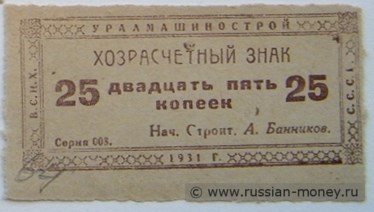 УРАЛМАШИНОСТРОЙ
ХОЗРАСЧЕТНЫЙ ЗНАК
В.С.Н.Х.
25 двадцать пять 25
копеек
С.С.С.Р.
Нач. Строит. А. Банников.
Серия 003.
1931 г.
www.russian-money.ru